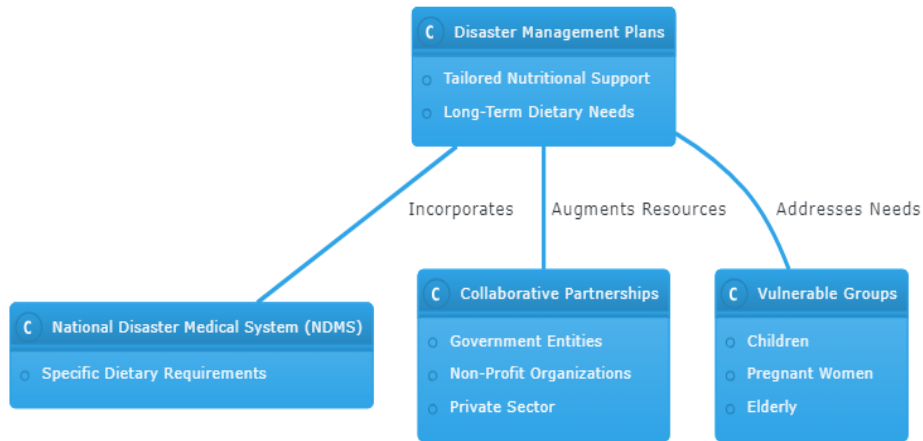 C Disaster Management Plans
Tailored Nutritional Support
Long-Term Dietary Needs
Incorporates
Augments Resources
Addresses Needs
C National Disaster Medical System (NDMS)
Specific Dietary Requirements
C Collaborative Partnerships
Government Entities
Non-Profit Organizations
Private Sector
C Vulnerable Groups
Children
Pregnant Women
Elderly